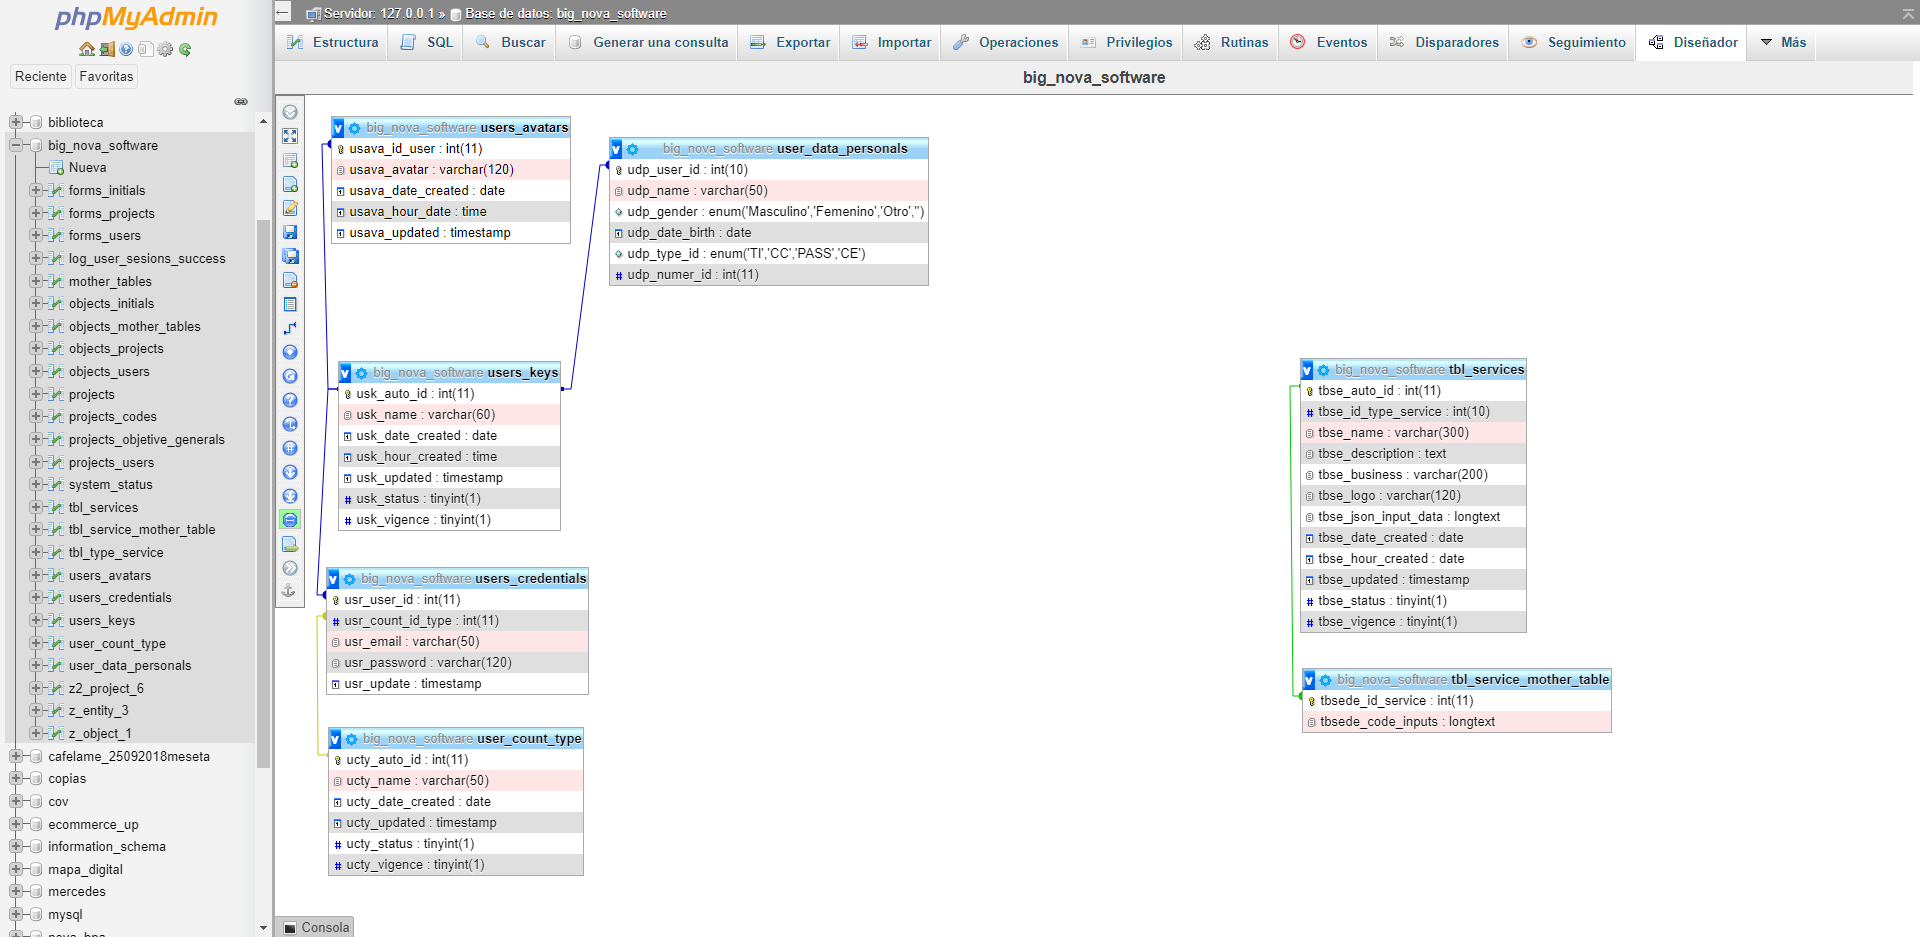 phpMyAdmin
Reciente Favoritas
biblioteca
big_nova_software
Nueva
forms_initials
forms_projects
forms_users
log_user_sesions_success
mother_tables
objects_initials
objects_mother_tables
objects_projects
objects_users
projects
projects_codes
projects_objetive_generals
projects_users
system_status
tbl_services
tbl_service_mother_table
tbl_type_service
users_avatars
users_credentials
users_keys
user_count_type
user_data_personals
z2_project_6
z_entity_3
z_object_1
cafelame_25092018meseta
copias
cov
ecommerce_up
information_schema
mapa_digital
mercedes
mysql
Servidor: 127.0.0.1 » Base de datos: big_nova_software
Estructura SQL Buscar Generar una consulta Exportar Importar Operaciones Privilegios Rutinas Eventos Disparadores Seguimiento Diseñador Más
big_nova_software
big_nova_software users_avatars
usava_id_user : int(11)
usava_avatar : varchar(120)
usava_date_created : date
usava_hour_date : time
usava_updated : timestamp
big_nova_software user_data_personals
udp_user_id : int(10)
udp_name : varchar(50)
udp_gender : enum('Masculino','Femenino','Otro','')
udp_date_birth : date
udp_type_id : enum('TI','CC','PASS','CE')
udp_numer_id : int(11)
big_nova_software users_keys
usk_auto_id : int(11)
usk_name : varchar(60)
usk_date_created : date
usk_hour_created : time
usk_updated : timestamp
usk_status : tinyint(1)
usk_vigence : tinyint(1)
big_nova_software users_credentials
usr_user_id : int(11)
usr_count_id_type : int(11)
usr_email : varchar(50)
usr_password : varchar(120)
usr_update : timestamp
big_nova_software user_count_type
ucty_auto_id : int(11)
ucty_name : varchar(50)
ucty_date_created : date
ucty_updated : timestamp
ucty_status : tinyint(1)
ucty_vigence : tinyint(1)
big_nova_software tbl_services
tbse_auto_id : int(11)
tbse_id_type_service : int(10)
tbse_name : varchar(300)
tbse_description : text
tbse_business : varchar(200)
tbse_logo : varchar(120)
tbse_json_input_data : longtext
tbse_date_created : date
tbse_hour_created : date
tbse_updated : timestamp
tbse_status : tinyint(1)
tbse_vigence : tinyint(1)
big_nova_software tbl_service_mother_table
tbsede_id_service : int(11)
tbsede_code_inputs : longtext
Consola